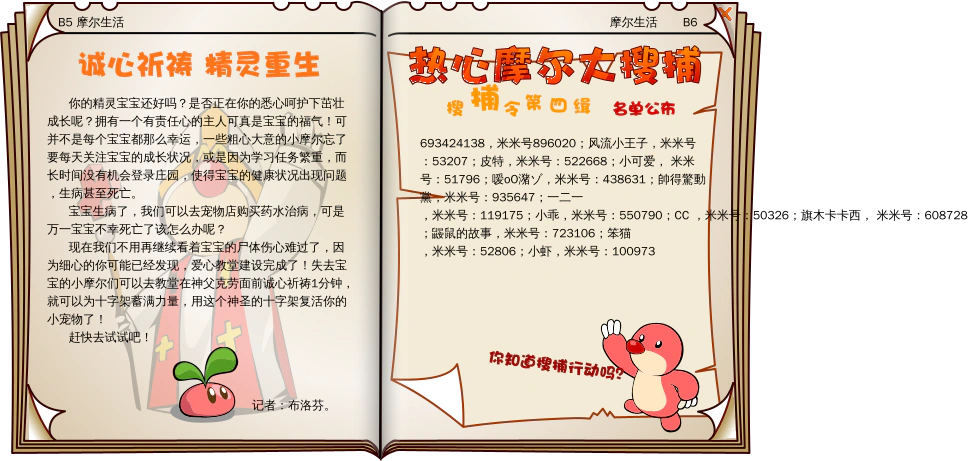 B5 摩尔生活
诚心祈祷 精灵重生
你的精灵宝宝还好吗？是否正在你的悉心呵护下茁壮
成长呢？拥有一个有责任心的主人可真是宝宝的福气！可
并不是每个宝宝都那么幸运，一些粗心大意的小摩尔忘了
要每天关注宝宝的成长状况，或是因为学习任务繁重，而
长时间没有机会登录庄园，使得宝宝的健康状况出现问题
，生病甚至死亡。
宝宝生病了，我们可以去宠物店购买药水治病，可是
万一宝宝不幸死亡了该怎么办呢？
现在我们不用再继续看着宝宝的尸体伤心难过了，因
为细心的你可能已经发现，爱心教堂建设完成了！失去宝
宝的小摩尔们可以去教堂在神父克劳面前诚心祈祷1分钟，
就可以为十字架蓄满力量，用这个神圣的十字架复活你的
小宠物了！
赶快去试试吧！
记者：布洛芬。
摩尔生活 B6
热心摩尔大搜捕
搜捕令第四缉 名单公布
693424138，米米号896020；风流小王子，米米号
：53207；皮特，米米号：522668；小可爱， 米米
号：51796；嗳oO潴ゾ，米米号：438631；帥得驚動
黨，米米号：935647；一二一
，米米号：119175；小乖，米米号：550790；CC ，米米号：50326；旗木卡卡西， 米米号：608728
；鼹鼠的故事，米米号：723106；笨猫
，米米号：52806；小虾，米米号：100973
你知道搜捕行动吗？